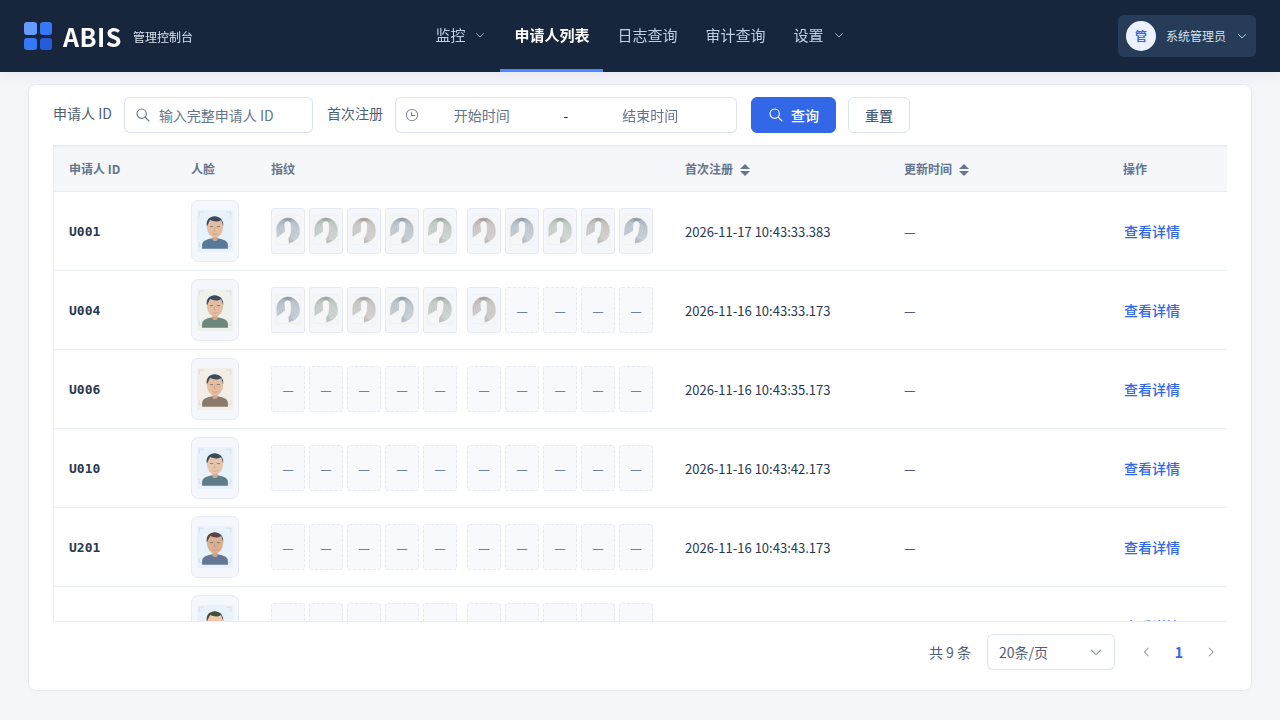 ABIS 管理控制台 监控 申请人列表 日志查询 审计查询 设置 管 系统管理员
申请人 ID 输入完整申请人 ID 首次注册 开始时间 - 结束时间 查询 重置
申请人 ID 人脸 指纹 首次注册 更新时间 操作
U001 2026-11-17 10:43:33.383 — 查看详情
U004 — — — — 2026-11-16 10:43:33.173 — 查看详情
U006 — — — — — — — — — — 2026-11-16 10:43:35.173 — 查看详情
U010 — — — — — — — — — — 2026-11-16 10:43:42.173 — 查看详情
U201 — — — — — — — — — — 2026-11-16 10:43:43.173 — 查看详情
共 9 条 20条/页 1